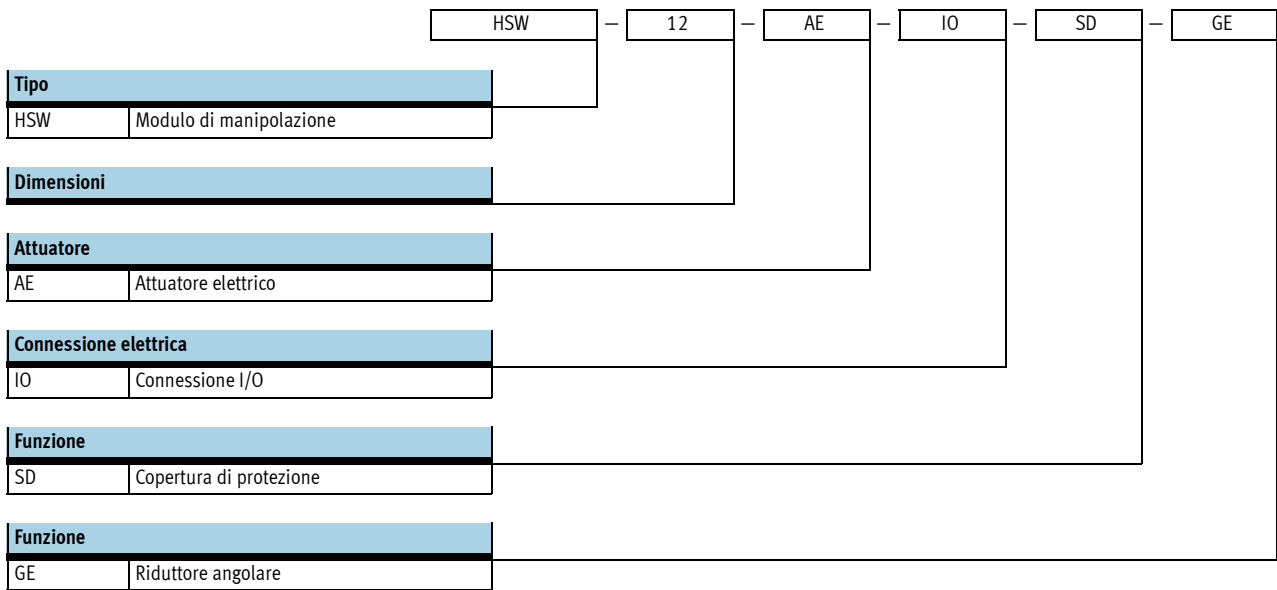 HSW – 12 – AE – IO – SD – GE
Tipo
HSW Modulo di manipolazione
Dimensioni
Attuatore
AE Attuatore elettrico
Connessione elettrica
IO Connessione I/O
Funzione
SD Copertura di protezione
Funzione
GE Riduttore angolare